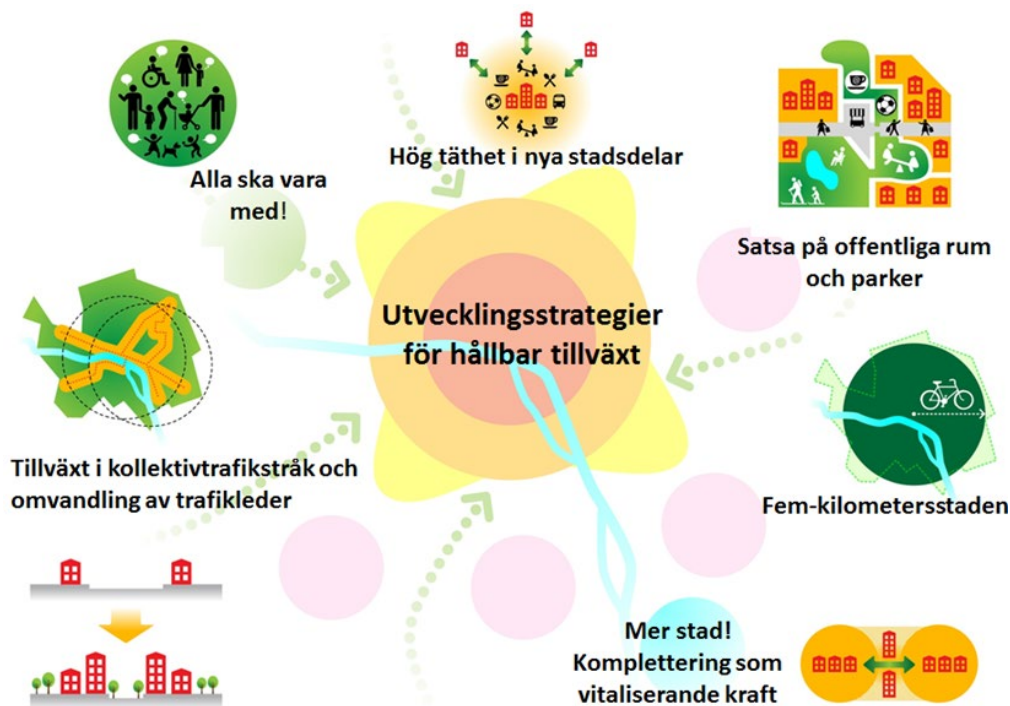 Hög täthet i nya stadsdelar
Alla ska vara
med!
Satsa på offentliga rum
och parker
Utvecklingsstrategier
för hållbar tillväxt
Tillväxt i kollektivtrafikstråk och
omvandling av trafikleder
Fem-kilometersstaden
Mer stad!
Komplettering som
vitaliserande kraft